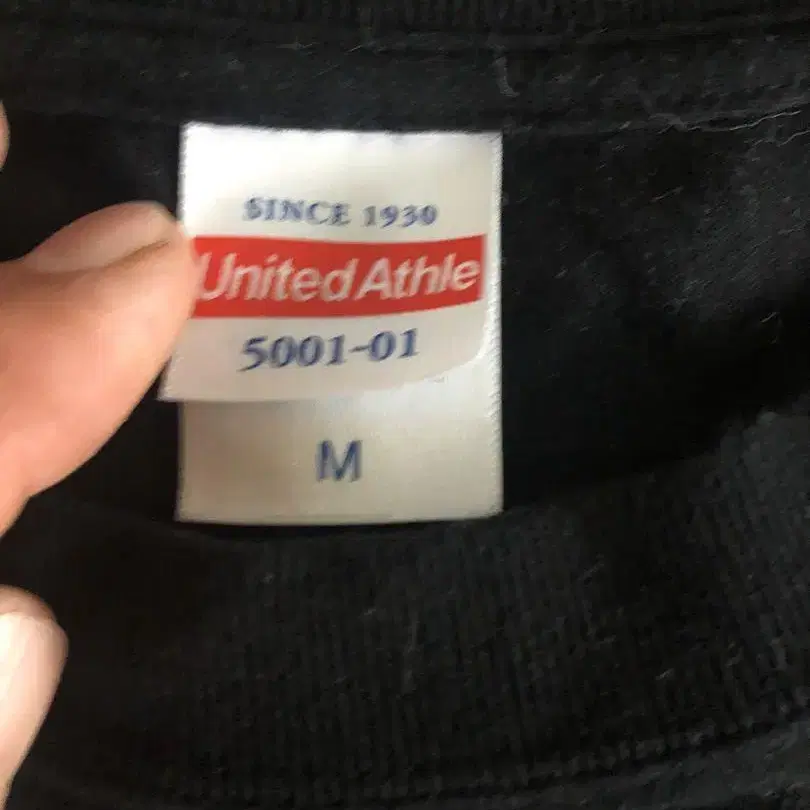 SINCE 1930
United Athle
5001-01
M